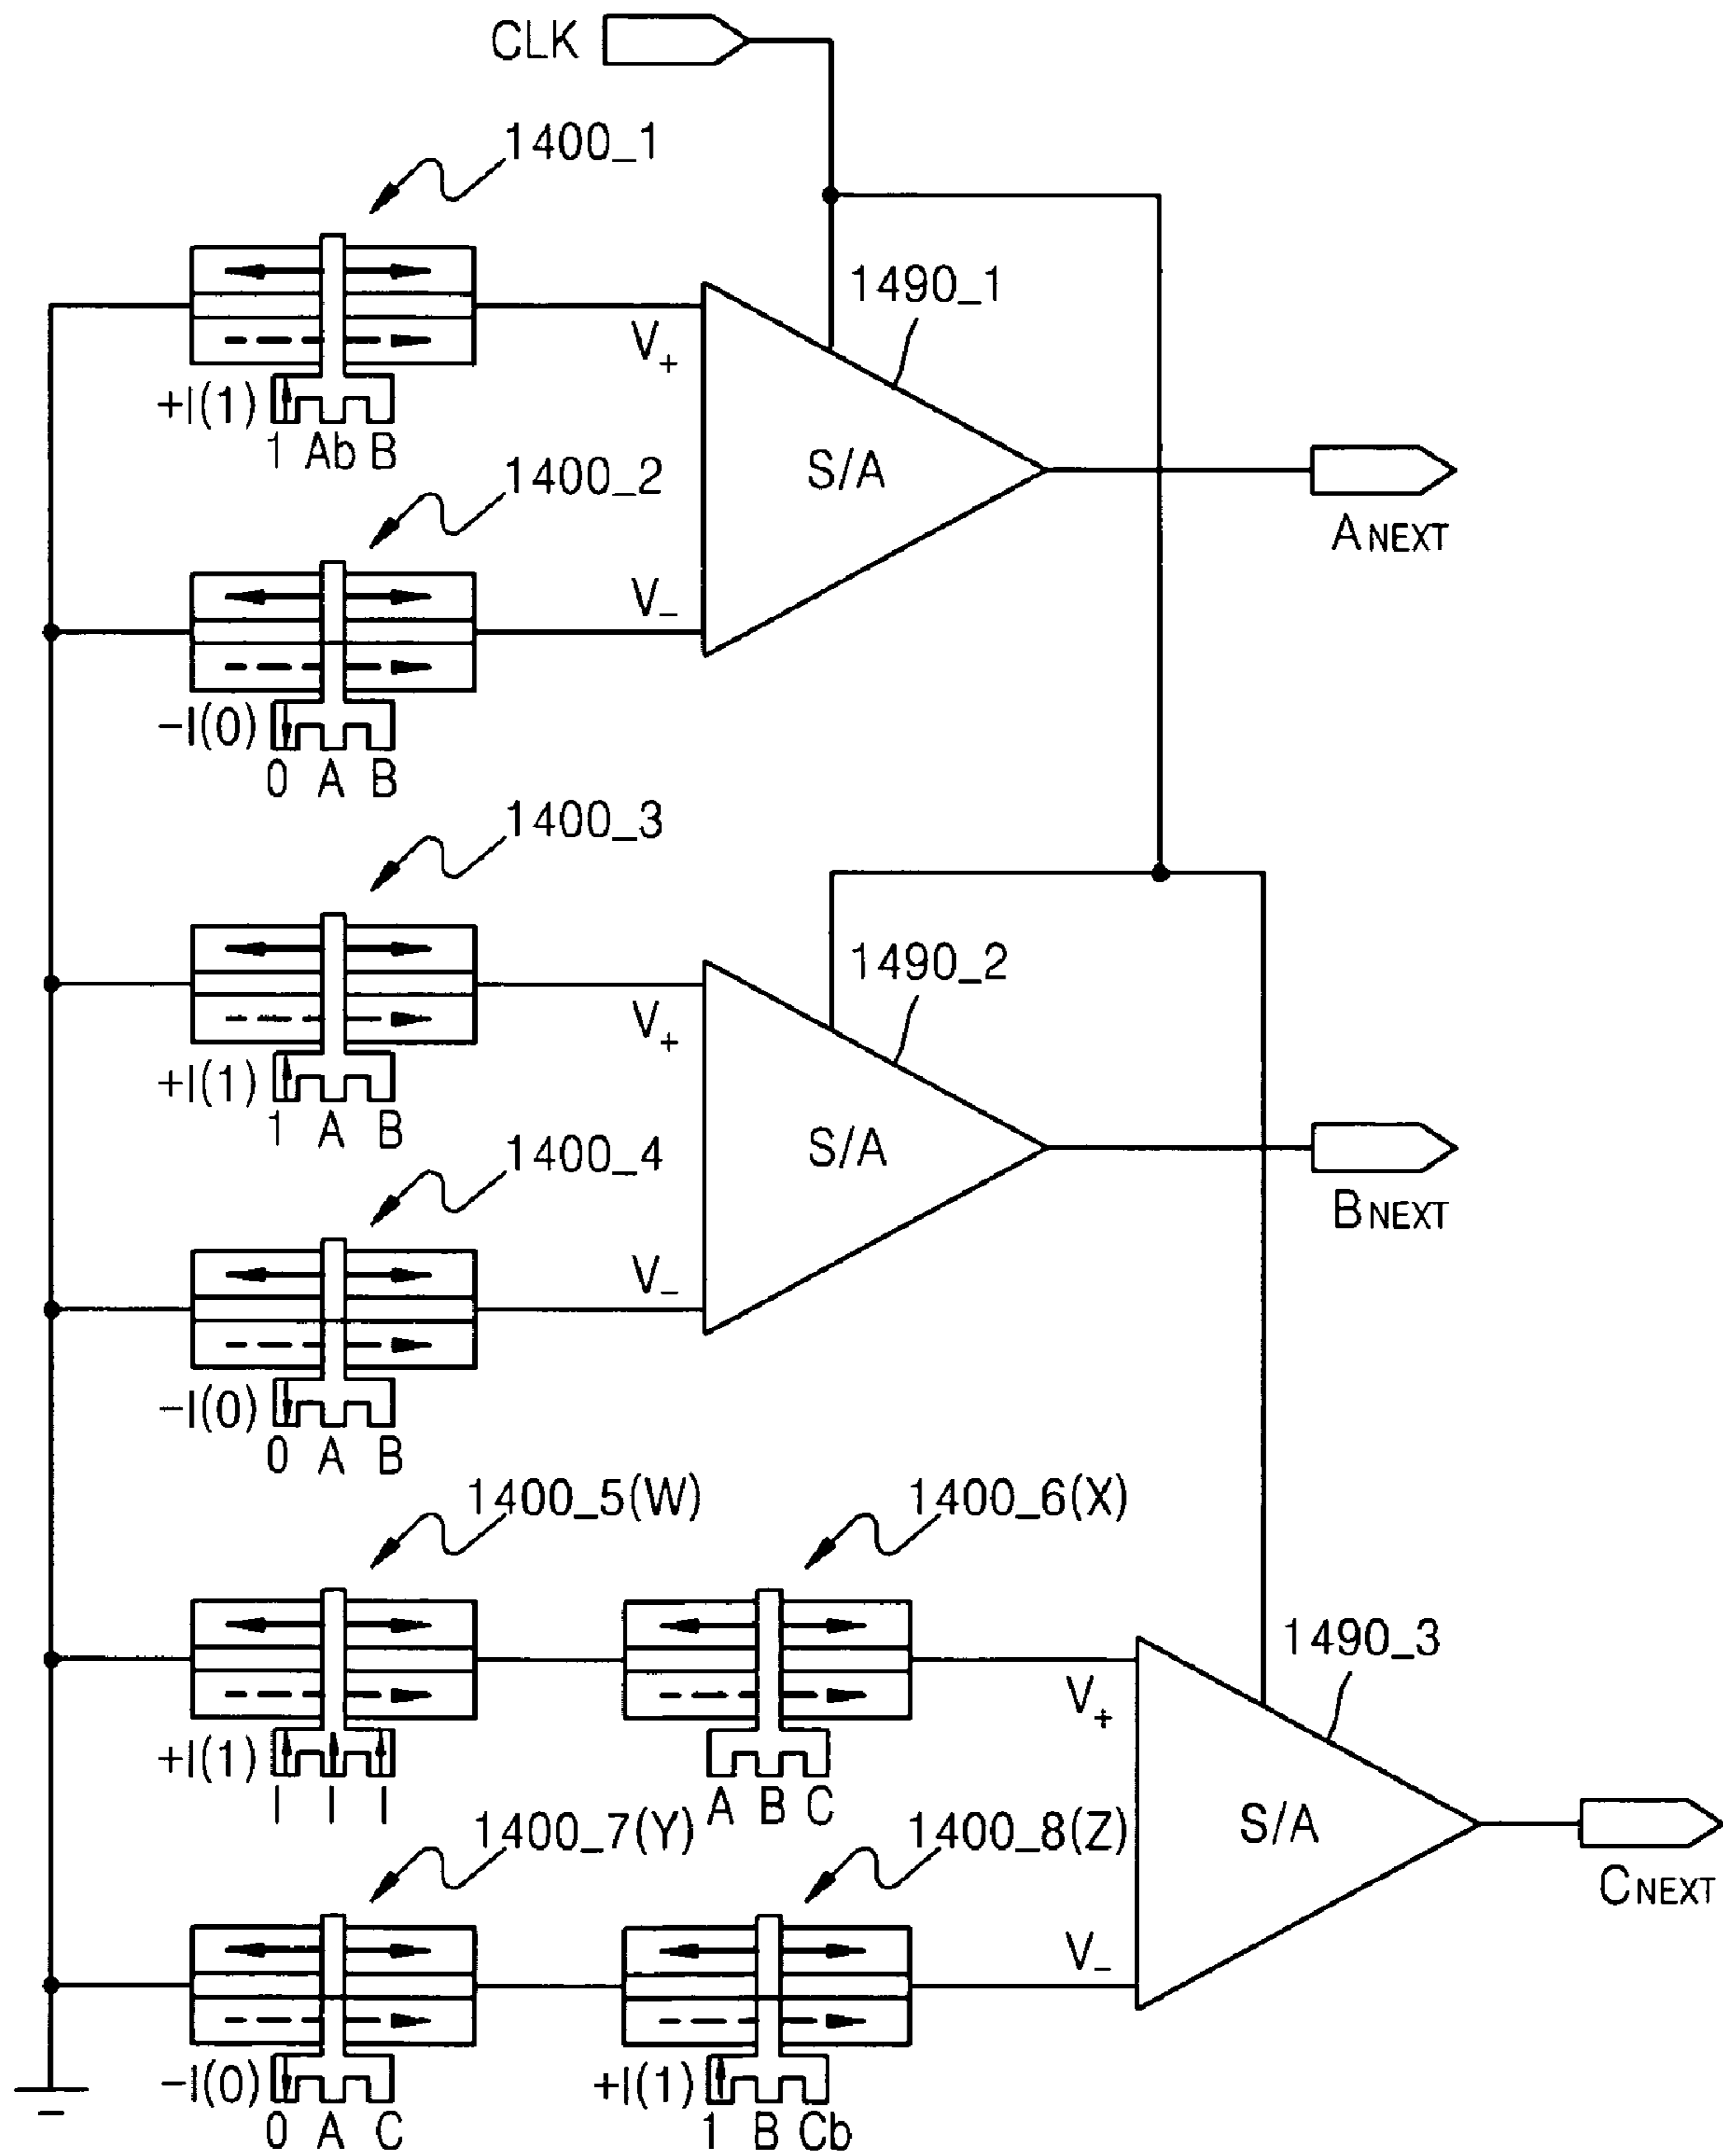 CLK
1400_1
1490_1
V+
+I(1)
1 Ab B
S/A
1400_2
ANEXT
V−
−I(0)
0 A B
1400_3
1490_2
V+
+I(1)
1 A B
S/A
1400_4
BNEXT
V−
−I(0)
0 A B
1400_5(W)
1400_6(X)
1490_3
V+
+I(1)
I I I
A B C
S/A
1400_7(Y)
1400_8(Z)
CNEXT
V−
−I(0)
0 A C
+I(1)
1 B Cb